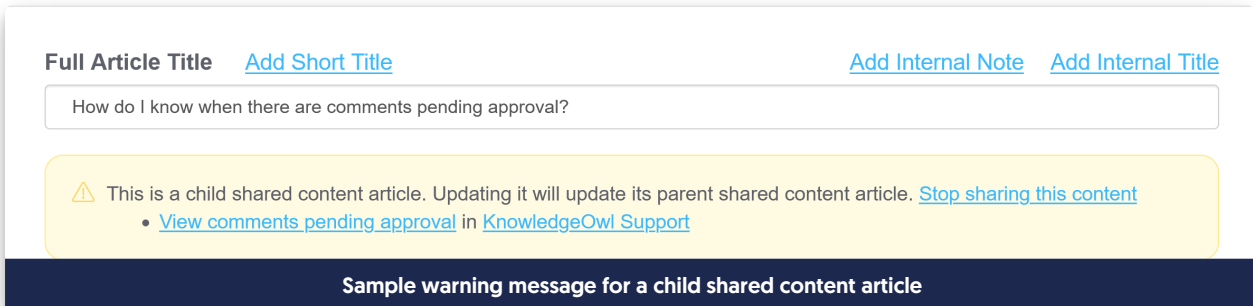 Full Article Title Add Short Title Add Internal Note Add Internal Title
How do I know when there are comments pending approval?
This is a child shared content article. Updating it will update its parent shared content article. Stop sharing this content
• View comments pending approval in KnowledgeOwl Support
Sample warning message for a child shared content article